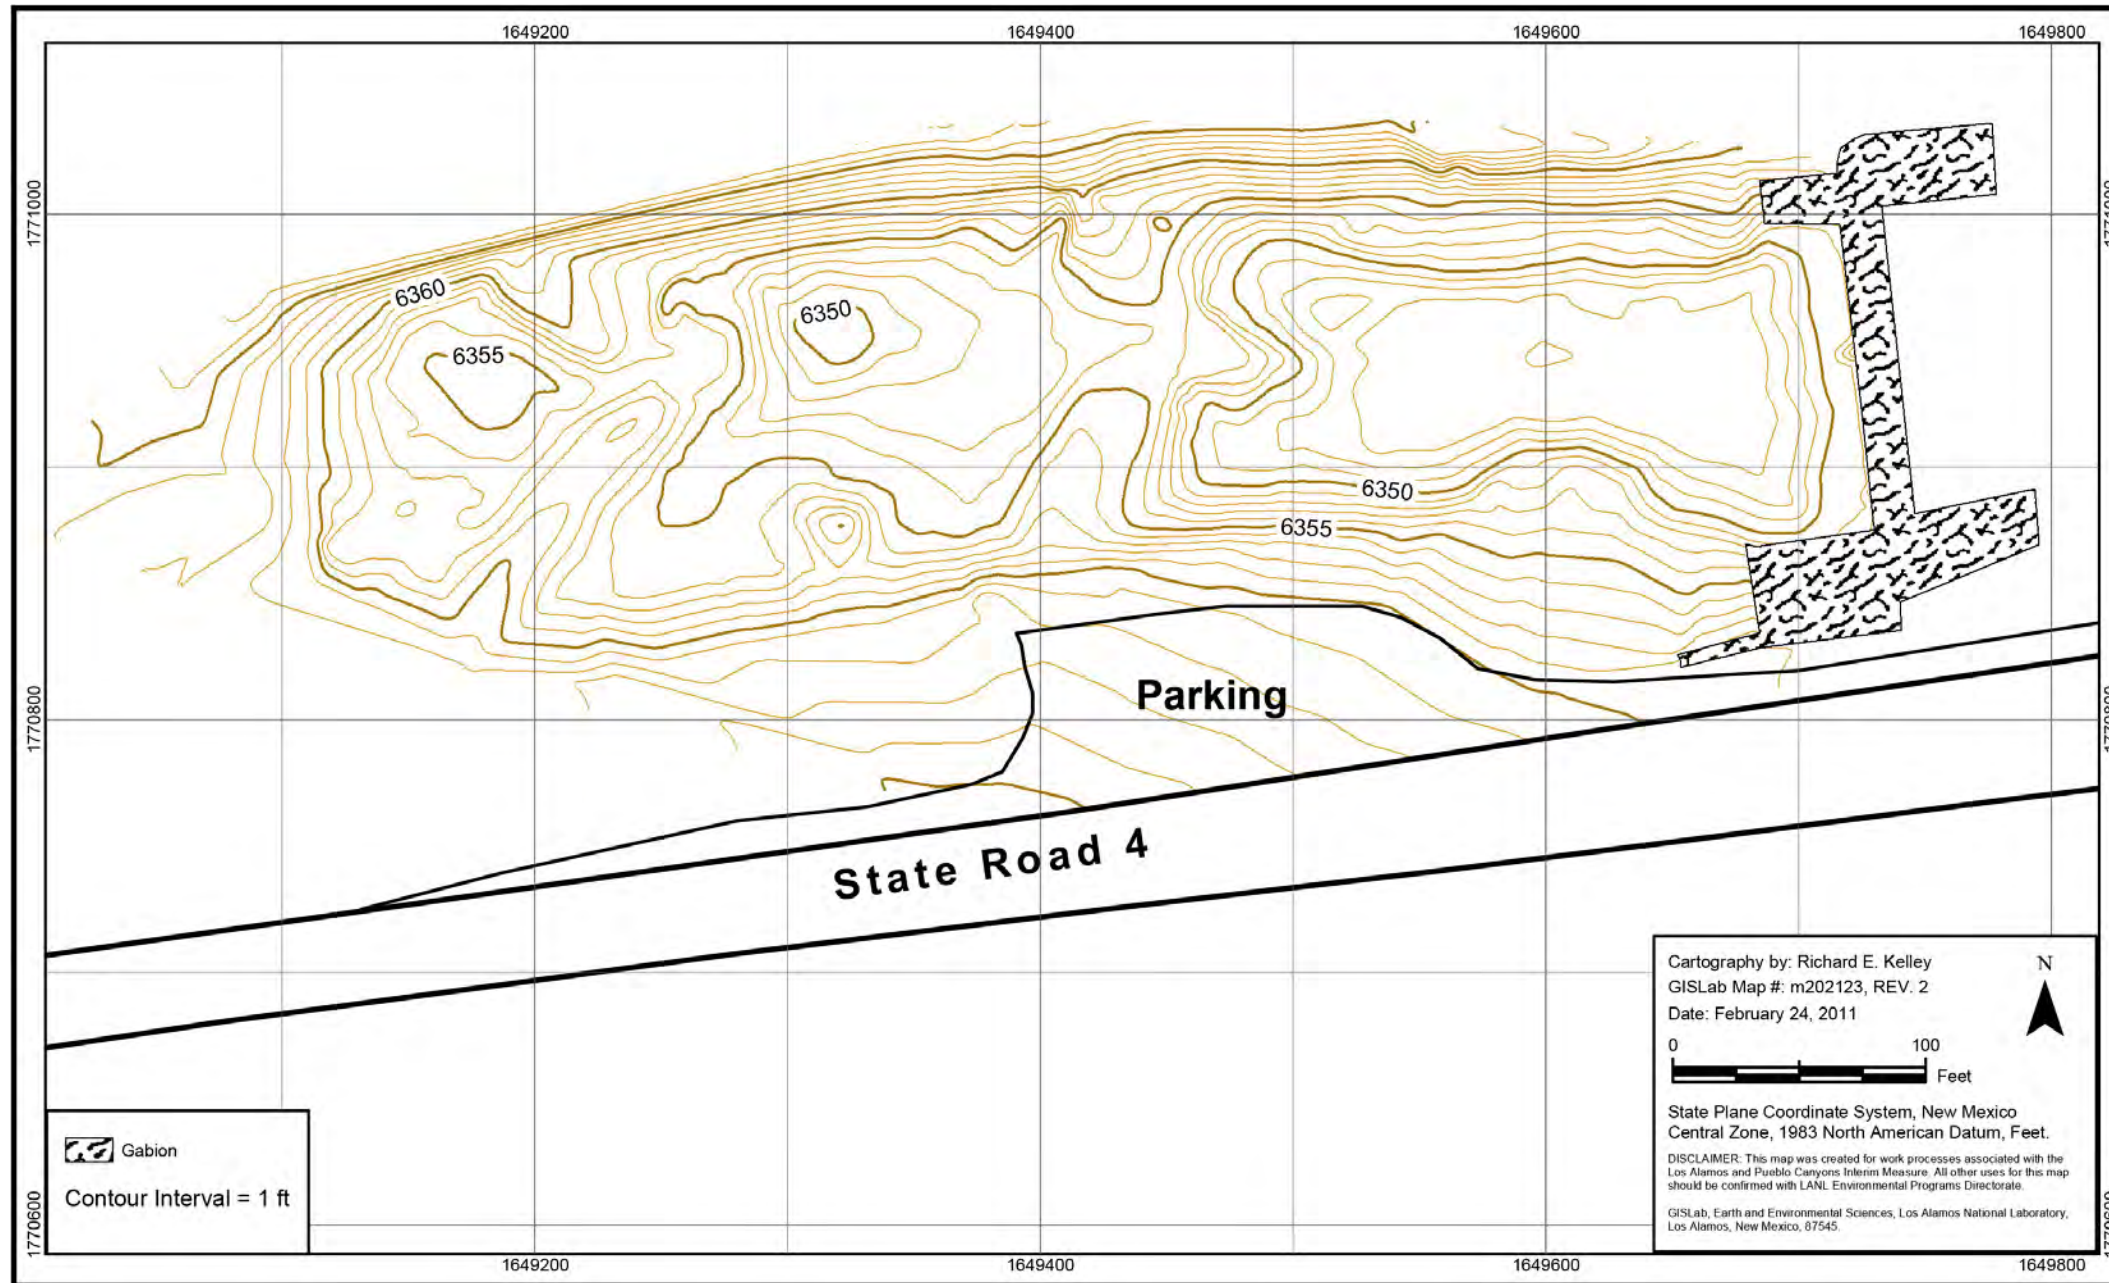 1649200
1649400
1649600
1649800
1771000
1771000
6360
6350
6355
6350
6355
Parking
1770800
1770800
State Road 4
Cartography by: Richard E. Kelley
N
GISLab Map #: m202123, REV. 2
Date: February 24, 2011
0
100
Feet
State Plane Coordinate System, New Mexico
Central Zone, 1983 North American Datum, Feet.
DISCLAIMER: This map was created for work processes associated with the
Los Alamos and Pueblo Canyons Interim Measure. All other uses for this map
should be confirmed with LANL Environmental Programs Directorate.
GISLab, Earth and Environmental Sciences, Los Alamos National Laboratory,
Los Alamos, New Mexico, 87545.
Gabion
Contour Interval = 1 ft
1770600
1770600
1649200
1649400
1649600
1649800